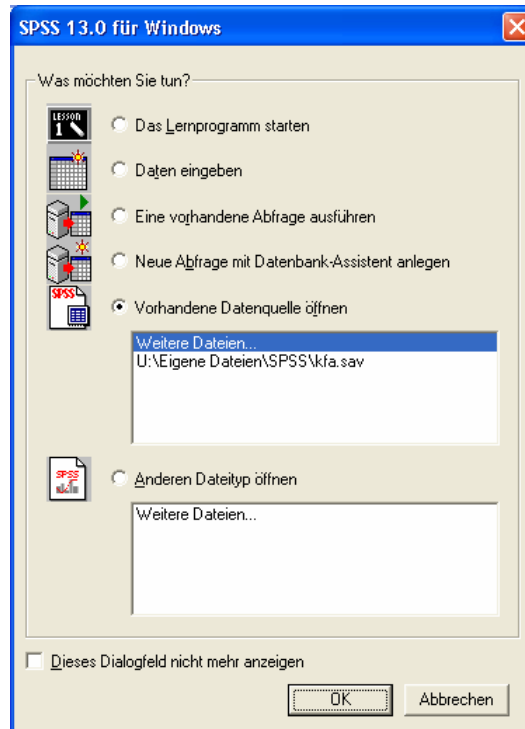 SPSS 13.0 für Windows
Was möchten Sie tun?
LESSON
1
Das Lernprogramm starten
Daten eingeben
Eine vorhandene Abfrage ausführen
Neue Abfrage mit Datenbank-Assistent anlegen
SPSS
Vorhandene Datenquelle öffnen
Weitere Dateien...
U:\Eigene Dateien\SPSS\kfa.sav
SPSS
Anderen Dateityp öffnen
Weitere Dateien...
Dieses Dialogfeld nicht mehr anzeigen
OK
Abbrechen